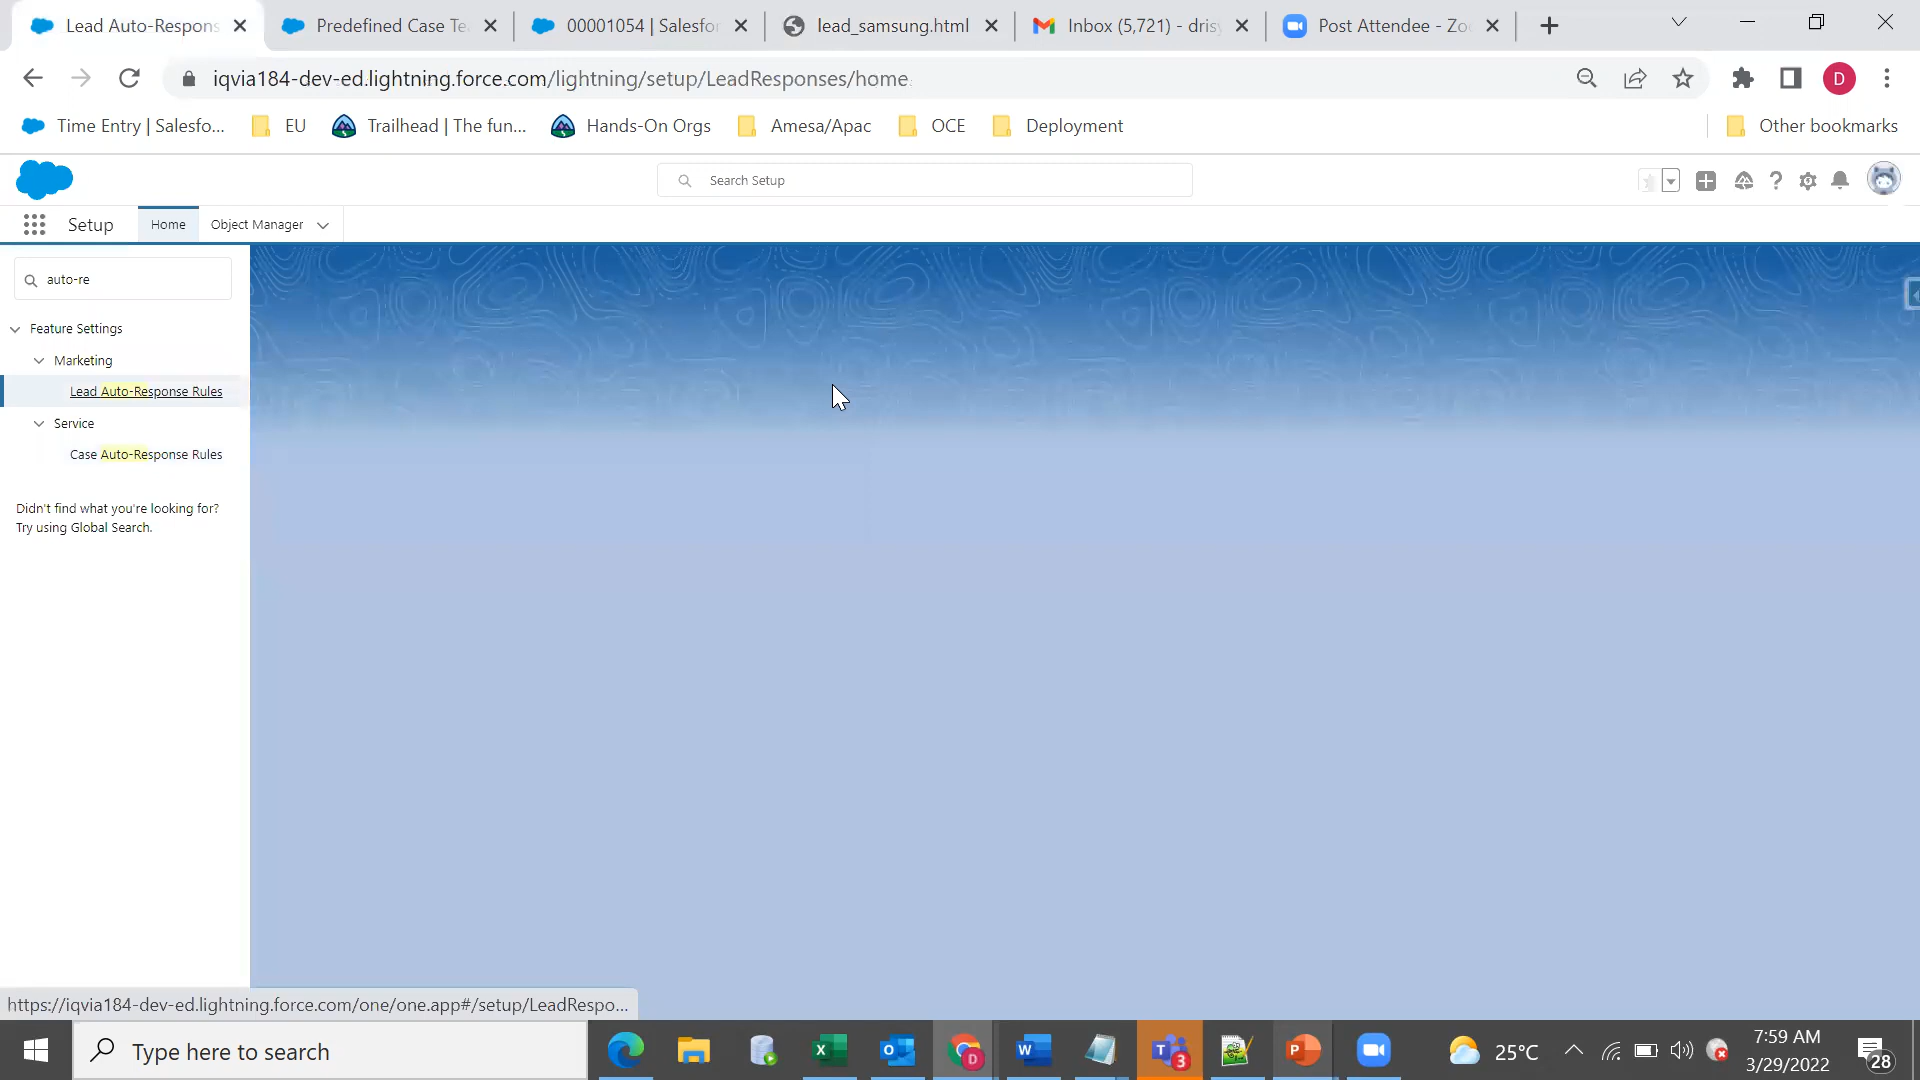 Lead Auto-Respons
Predefined Case Te
00001054 | Salesfor
lead_samsung.html
Inbox (5,721) - drisy
Post Attendee - Zo
iqvia184-dev-ed.lightning.force.com/lightning/setup/LeadResponses/home
D
Time Entry | Salesfo...
EU
Trailhead | The fun...
Hands-On Orgs
Amesa/Apac
OCE
Deployment
Other bookmarks
Search Setup
Setup
Home
Object Manager
auto-re
Feature Settings
Marketing
Lead Auto-Response Rules
Service
Case Auto-Response Rules
Didn't find what you're looking for?
Try using Global Search.
https://iqvia184-dev-ed.lightning.force.com/one/one.app#/setup/LeadRespo...
Type here to search
25°C
7:59 AM
3/29/2022
28
3